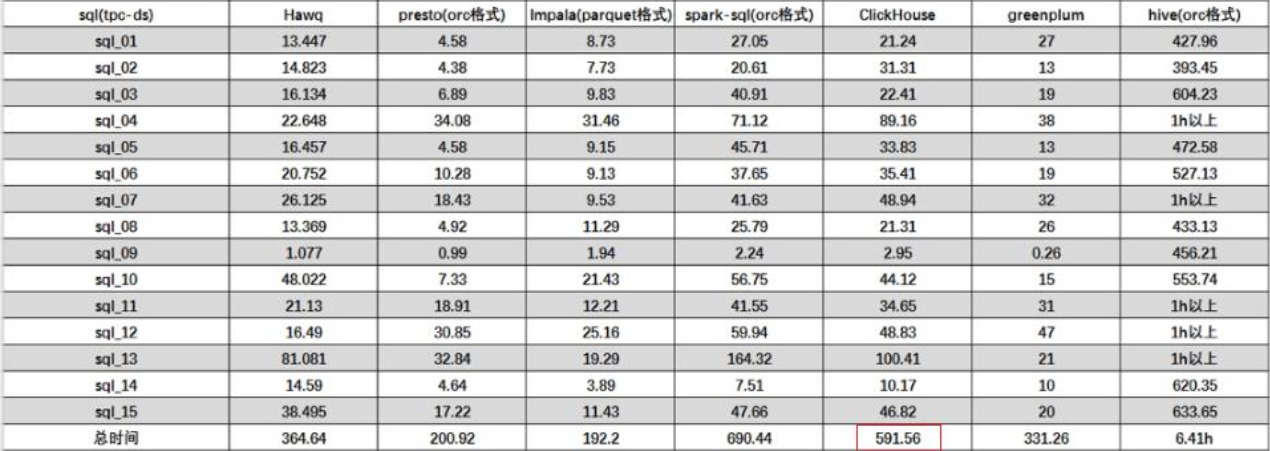 sql(tpc-ds) Hawq presto(orc格式) Impala(parquet格式) spark-sql(orc格式) ClickHouse greenplum hive(orc格式)
sql_01 13.447 4.58 8.73 27.05 21.24 27 427.96
sql_02 14.823 4.38 7.73 20.61 31.31 13 393.45
sql_03 16.134 6.89 9.83 40.91 22.41 19 604.23
sql_04 22.648 34.08 31.46 71.12 89.16 38 1h以上
sql_05 16.457 4.58 9.15 45.71 33.83 13 472.58
sql_06 20.752 10.28 9.13 37.65 35.41 19 527.13
sql_07 26.125 18.43 9.53 41.63 48.94 32 1h以上
sql_08 13.369 4.92 11.29 25.79 21.31 26 433.13
sql_09 1.077 0.99 1.94 2.24 2.95 0.26 456.21
sql_10 48.022 7.33 21.43 56.75 44.12 15 553.74
sql_11 21.13 18.91 12.21 41.55 34.65 31 1h以上
sql_12 16.49 30.85 25.16 59.94 48.83 47 1h以上
sql_13 81.081 32.84 19.29 164.32 100.41 21 1h以上
sql_14 14.59 4.64 3.89 7.51 10.17 10 620.35
sql_15 38.495 17.22 11.43 47.66 46.82 20 633.65
总时间 364.64 200.92 192.2 690.44 591.56 331.26 6.41h